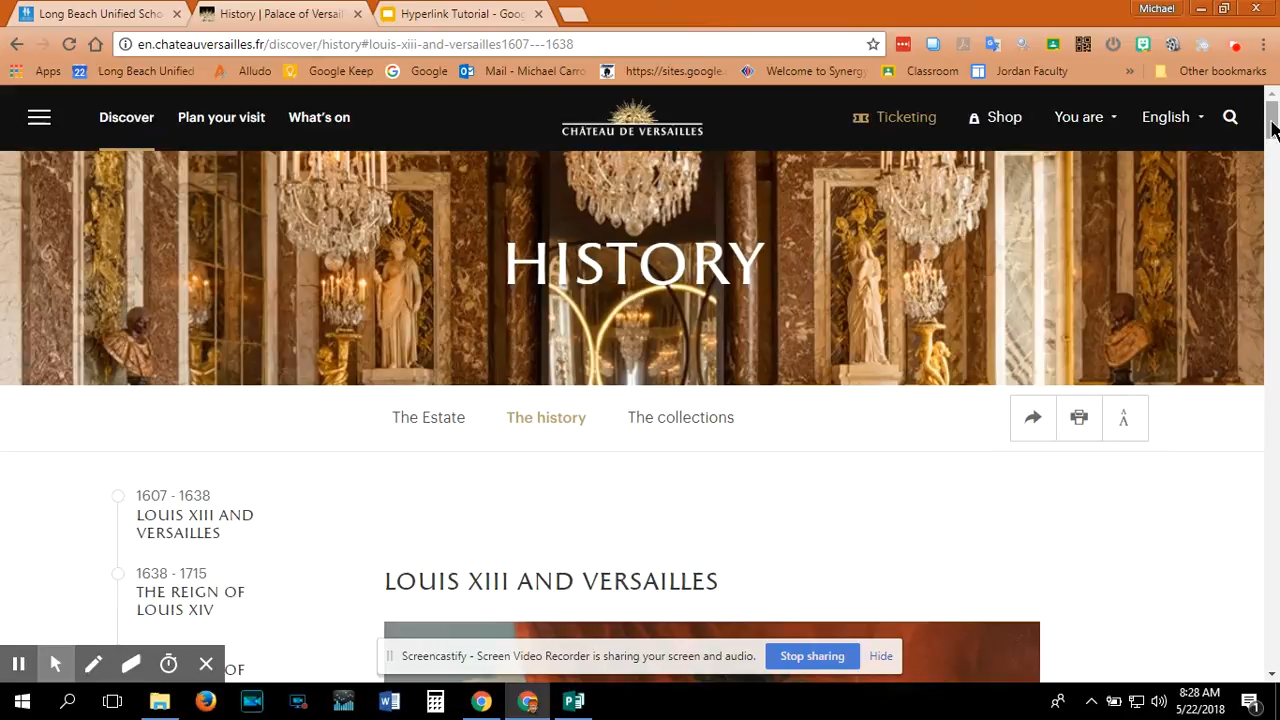 Long Beach Unified Scho
History | Palace of Versail
Hyperlink Tutorial - Goog
Michael
en.chateauversailles.fr/discover/history#louis-xiii-and-versailles1607---1638
Apps
22
Long Beach Unified
Alludo
Google Keep
Google
Mail - Michael Carro
https://sites.google.
Welcome to Synergy
Classroom
Jordan Faculty
»
Other bookmarks
Discover
Plan your visit
What's on
CHÂTEAU DE VERSAILLES
Ticketing
Shop
You are
English
HISTORY
The Estate
The history
The collections
1607 - 1638
LOUIS XIII AND
VERSAILLES
1638 - 1715
THE REIGN OF
LOUIS XIV
OF
LOUIS XIII AND VERSAILLES
Screencastify - Screen Video Recorder is sharing your screen and audio.
Stop sharing
Hide
8:28 AM
5/22/2018
1